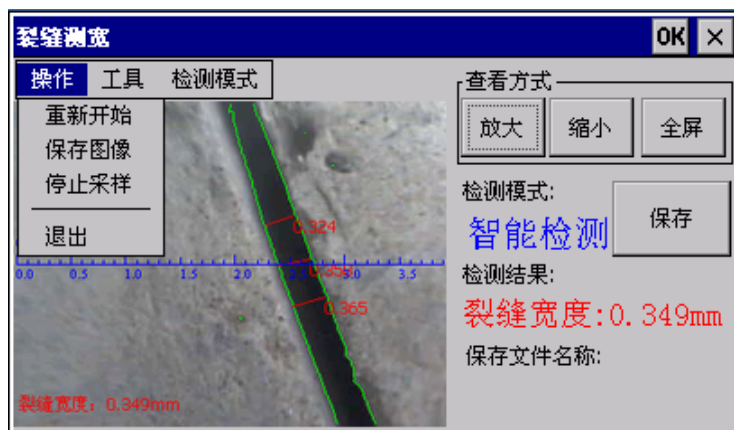 裂缝测宽
OK ×
操作 工具 检测模式
重新开始
保存图像
停止采样
退出
0.324
0.0 0.5 1.0 1.5 2.0 3.0 3.5
0.365
裂缝宽度: 0.349mm
查看方式
放大 缩小 全屏
检测模式:
智能检测
保存
检测结果:
裂缝宽度:0.349mm
保存文件名称: